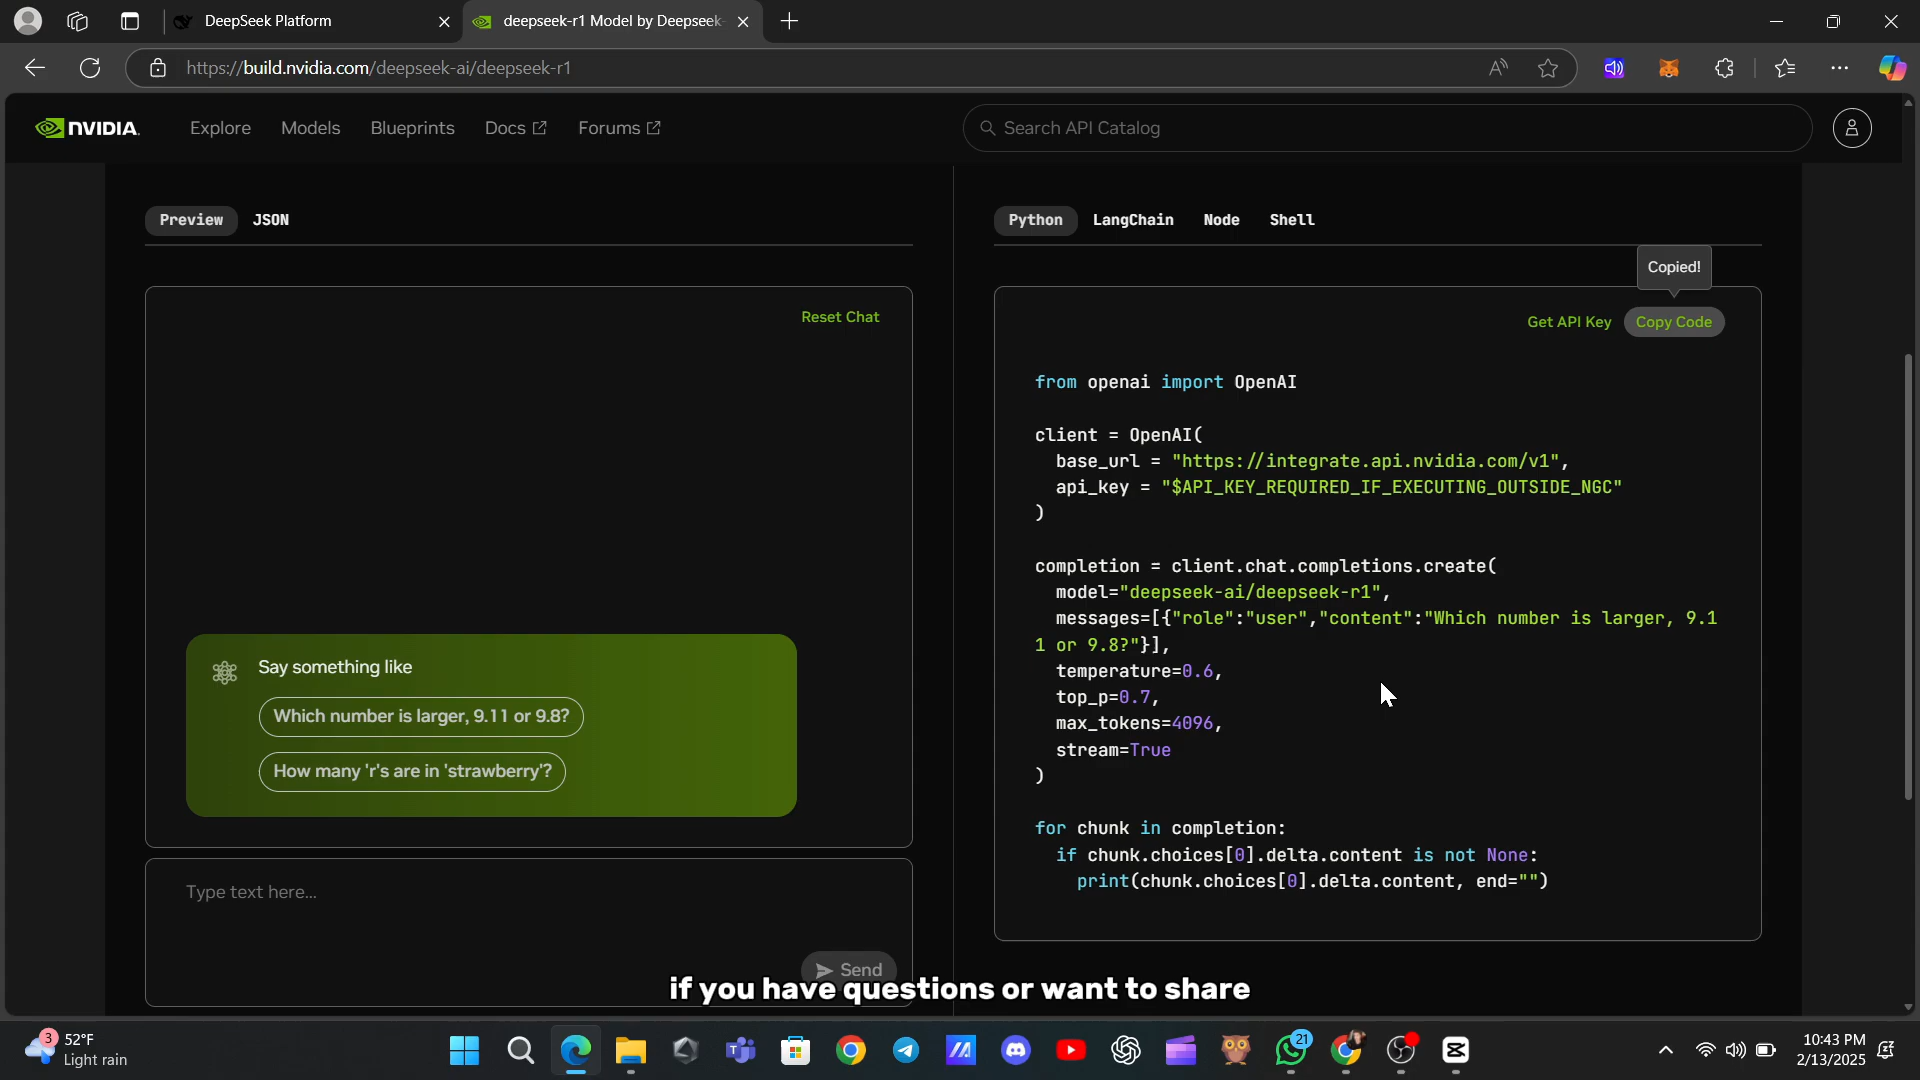 DeepSeek Platform
deepseek-r1 Model by Deepseek-
https://build.nvidia.com/deepseek-ai/deepseek-r1
NVIDIA.
Explore
Models
Blueprints
Docs
Forums
Search API Catalog
Preview
JSON
Reset Chat
Say something like
Which number is larger, 9.11 or 9.8?
How many 'r's are in 'strawberry'?
Type text here...
Send
Python
LangChain
Node
Shell
Copied!
Get API Key
Copy Code
from openai import OpenAI
client = OpenAI(
base_url = "https://integrate.api.nvidia.com/v1",
api_key = "$API_KEY_REQUIRED_IF_EXECUTING_OUTSIDE_NGC"
)
completion = client.chat.completions.create(
model="deepseek-ai/deepseek-r1",
messages=[{"role":"user","content":"Which number is larger, 9.1
1 or 9.8?"}],
temperature=0.6,
top_p=0.7,
max_tokens=4096,
stream=True
)
for chunk in completion:
if chunk.choices[0].delta.content is not None:
print(chunk.choices[0].delta.content, end="")
if you have questions or want to share
3
52°F
Light rain
21
10:43 PM
2/13/2025